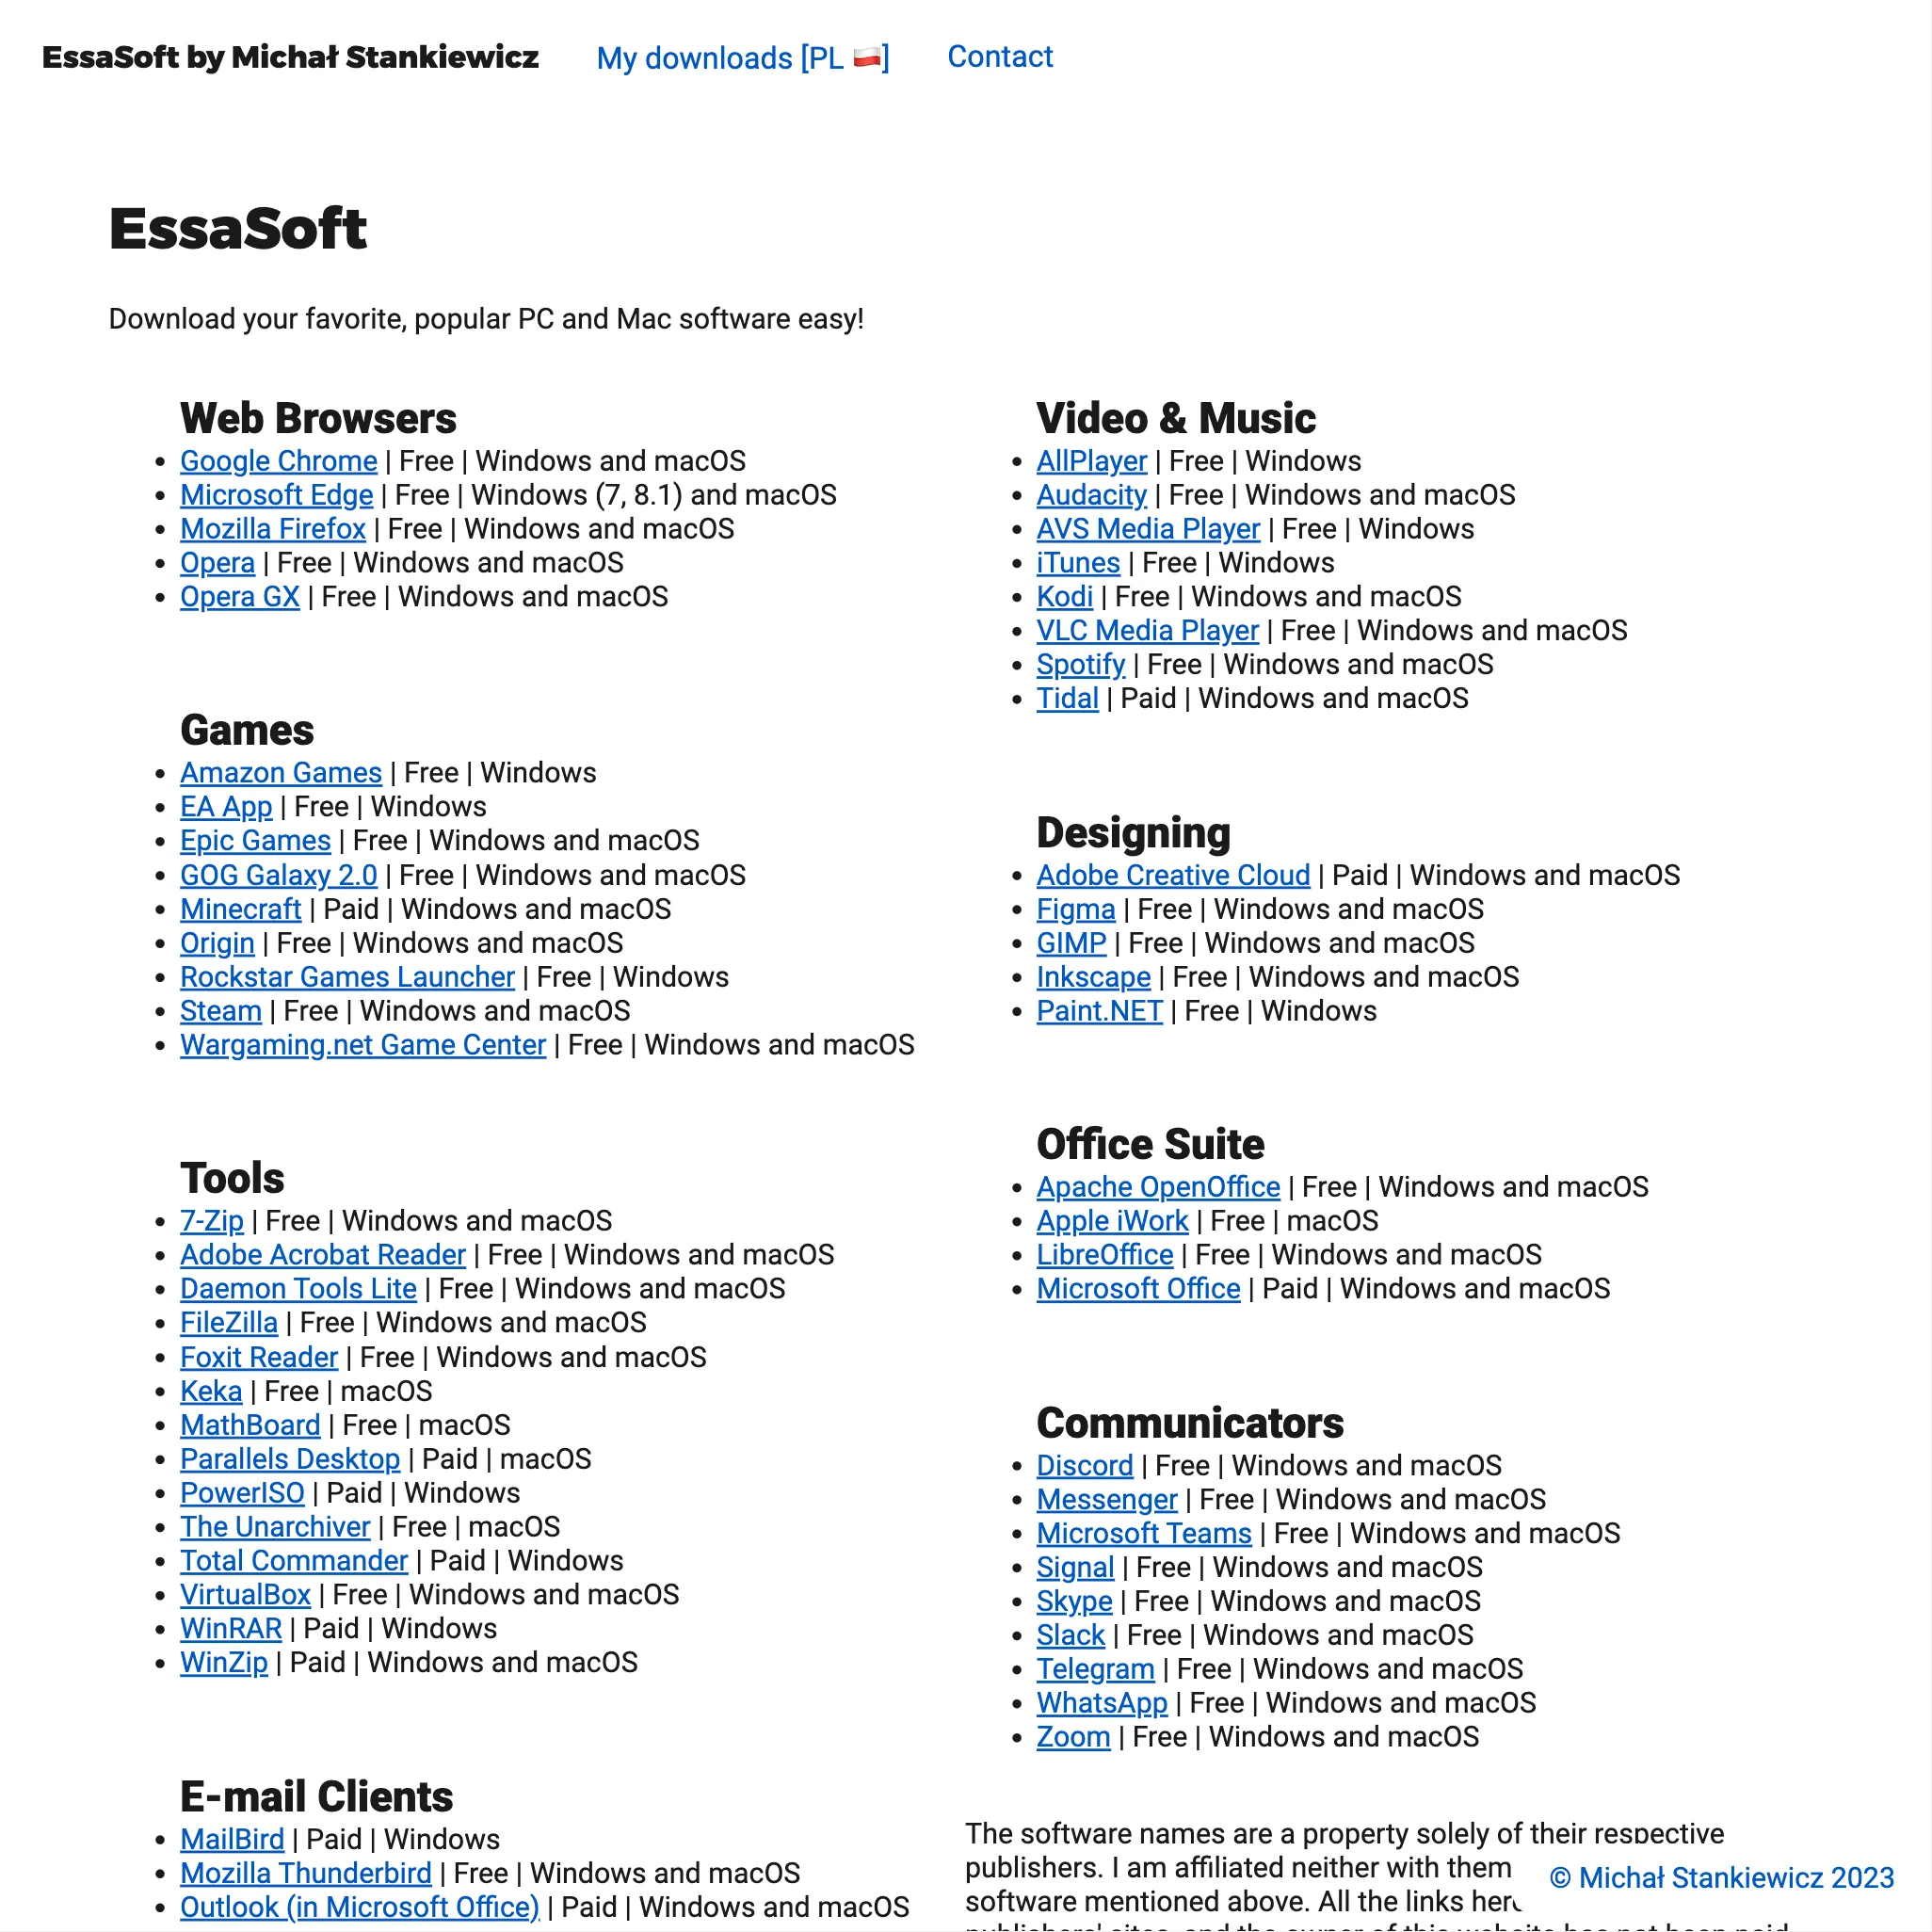 EssaSoft by Michał Stankiewicz
My downloads [PL 🇵🇱]
Contact
EssaSoft
Download your favorite, popular PC and Mac software easy!
Web Browsers
Google Chrome | Free | Windows and macOS
Microsoft Edge | Free | Windows (7, 8.1) and macOS
Mozilla Firefox | Free | Windows and macOS
Opera | Free | Windows and macOS
Opera GX | Free | Windows and macOS
Games
Amazon Games | Free | Windows
EA App | Free | Windows
Epic Games | Free | Windows and macOS
GOG Galaxy 2.0 | Free | Windows and macOS
Minecraft | Paid | Windows and macOS
Origin | Free | Windows and macOS
Rockstar Games Launcher | Free | Windows
Steam | Free | Windows and macOS
Wargaming.net Game Center | Free | Windows and macOS
Tools
7-Zip | Free | Windows and macOS
Adobe Acrobat Reader | Free | Windows and macOS
Daemon Tools Lite | Free | Windows and macOS
FileZilla | Free | Windows and macOS
Foxit Reader | Free | Windows and macOS
Keka | Free | macOS
MathBoard | Free | macOS
Parallels Desktop | Paid | macOS
PowerISO | Paid | Windows
The Unarchiver | Free | macOS
Total Commander | Paid | Windows
VirtualBox | Free | Windows and macOS
WinRAR | Paid | Windows
WinZip | Paid | Windows and macOS
E-mail Clients
MailBird | Paid | Windows
Mozilla Thunderbird | Free | Windows and macOS
Outlook (in Microsoft Office) | Paid | Windows and macOS
Video & Music
AllPlayer | Free | Windows
Audacity | Free | Windows and macOS
AVS Media Player | Free | Windows
iTunes | Free | Windows
Kodi | Free | Windows and macOS
VLC Media Player | Free | Windows and macOS
Spotify | Free | Windows and macOS
Tidal | Paid | Windows and macOS
Designing
Adobe Creative Cloud | Paid | Windows and macOS
Figma | Free | Windows and macOS
GIMP | Free | Windows and macOS
Inkscape | Free | Windows and macOS
Paint.NET | Free | Windows
Office Suite
Apache OpenOffice | Free | Windows and macOS
Apple iWork | Free | macOS
LibreOffice | Free | Windows and macOS
Microsoft Office | Paid | Windows and macOS
Communicators
Discord | Free | Windows and macOS
Messenger | Free | Windows and macOS
Microsoft Teams | Free | Windows and macOS
Signal | Free | Windows and macOS
Skype | Free | Windows and macOS
Slack | Free | Windows and macOS
Telegram | Free | Windows and macOS
WhatsApp | Free | Windows and macOS
Zoom | Free | Windows and macOS
The software names are a property solely of their respective
publishers. I am affiliated neither with them
software mentioned above. All the links here
publishers' sites, and the owner of this website has not been paid
© Michał Stankiewicz 2023